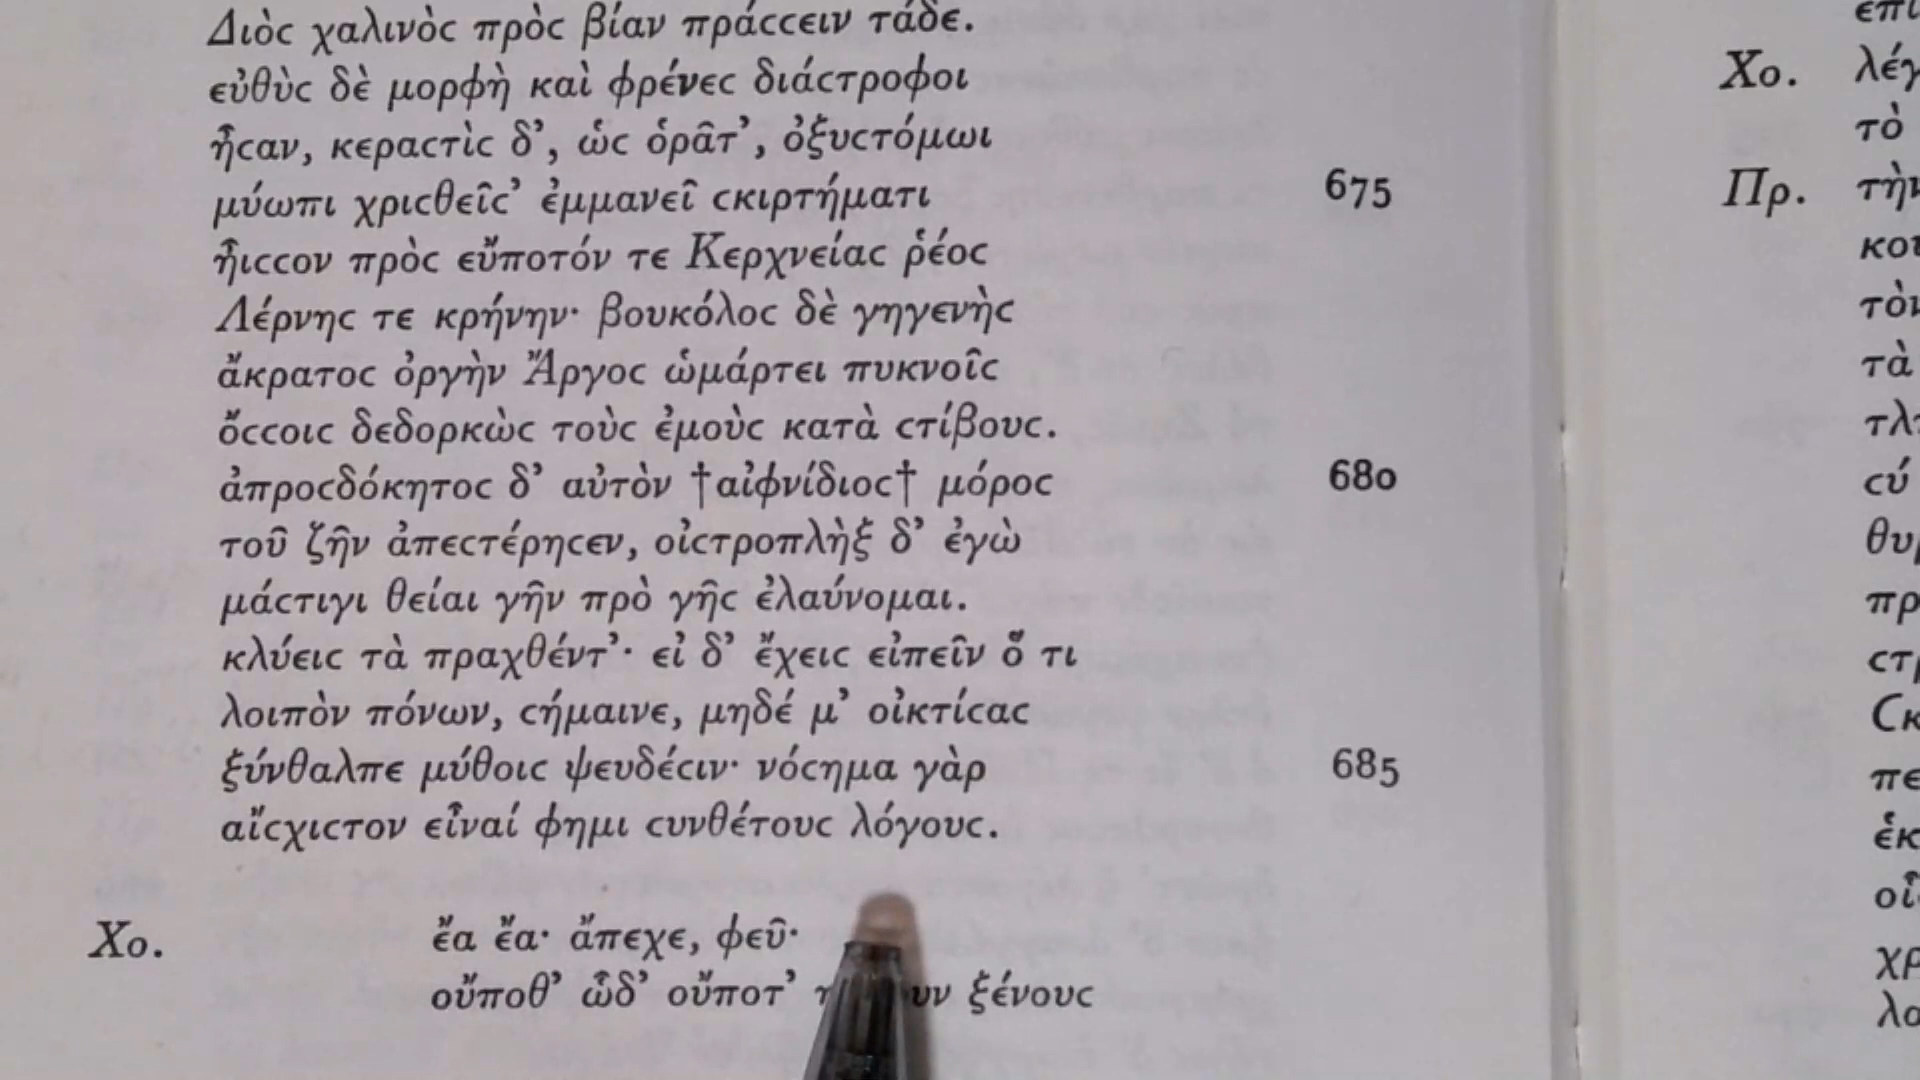 Διὸϲ χαλινὸϲ πρὸϲ βίαν πράϲϲειν τάδε.
εὐθὺϲ δὲ μορφὴ καὶ φρένεϲ διάϲτροφοι
ἦϲαν, κεραϲτὶϲ δ’, ὡϲ ὁρᾶτ’, ὀξυϲτόμωι
μύωπι χριϲθεῖϲ’ ἐμμανεῖ ϲκιρτήματι
675
ἦιϲϲον πρὸϲ εὔποτόν τε Κερχνείαϲ ῥέοϲ
Λέρνηϲ τε κρήνην· βουκόλοϲ δὲ γηγενὴϲ
ἄκρατοϲ ὀργὴν Ἄργοϲ ὡμάρτει πυκνοῖϲ
ὄϲϲοιϲ δεδορκὼϲ τοὺϲ ἐμοὺϲ κατὰ ϲτίβουϲ.
ἀπροϲδόκητοϲ δ’ αὐτὸν †αἰφνίδιοϲ† μόροϲ
680
τοῦ ζῆν ἀπεϲτέρηϲεν, οἰϲτροπλὴξ δ’ ἐγὼ
μάϲτιγι θείαι γῆν πρὸ γῆϲ ἐλαύνομαι.
κλύειϲ τὰ πραχθέντ’· εἰ δ’ ἔχειϲ εἰπεῖν ὅ τι
λοιπὸν πόνων, ϲήμαινε, μηδέ μ’ οἰκτίϲαϲ
ξύνθαλπε μύθοιϲ ψευδέϲιν· νόϲημα γὰρ
685
αἴϲχιϲτον εἶναί φημι ϲυνθέτουϲ λόγουϲ.
Χο. ἔα ἔα· ἄπεχε, φεῦ·
οὔποθ’ ὧδ’ οὔποτ’ ξένουϲ
Χο.
τὸ
Πρ.
τὰ
ϲύ